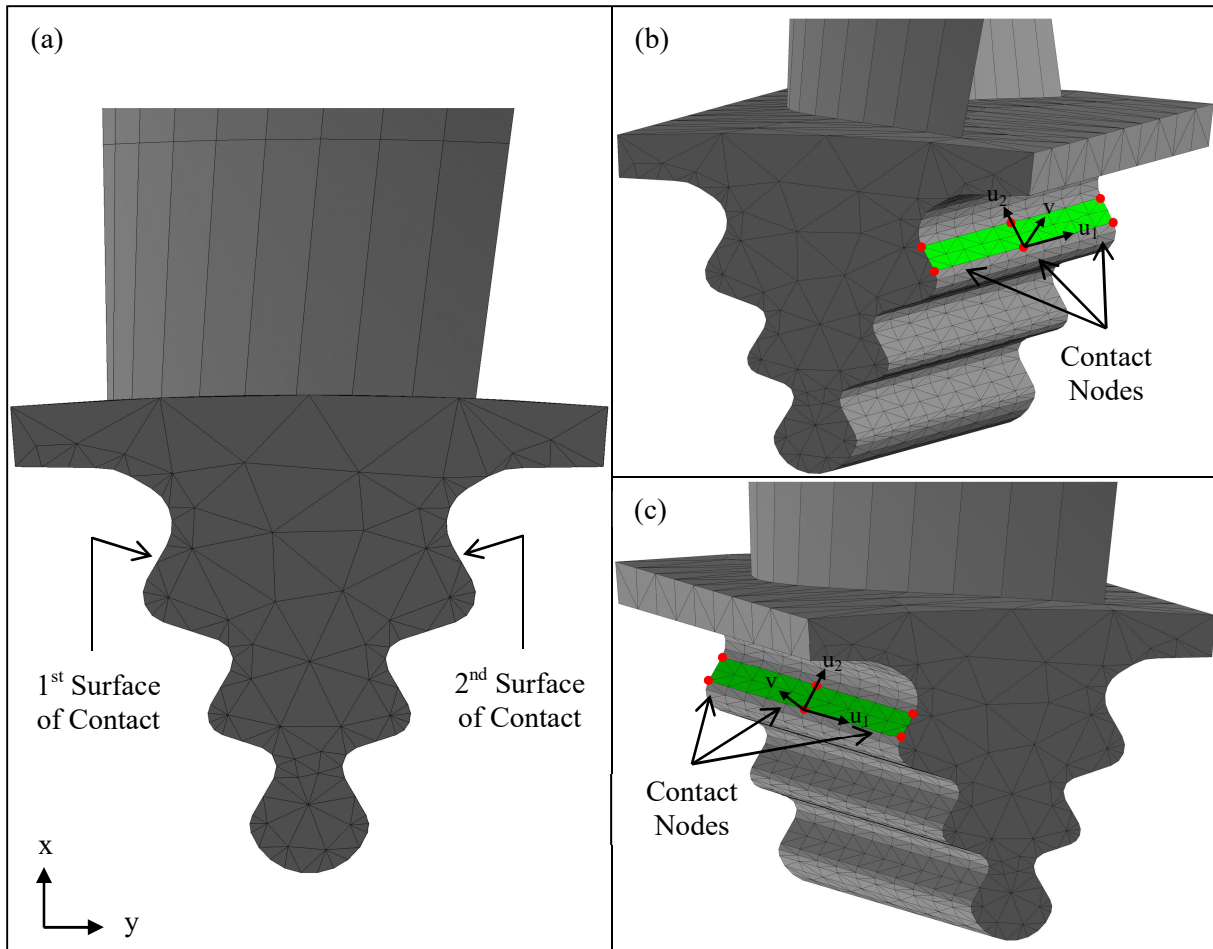 (a)
1st Surface
of Contact
2nd Surface
of Contact
x
y
(b)
u2
v
u1
Contact
Nodes
(c)
u2
v
u1
Contact
Nodes